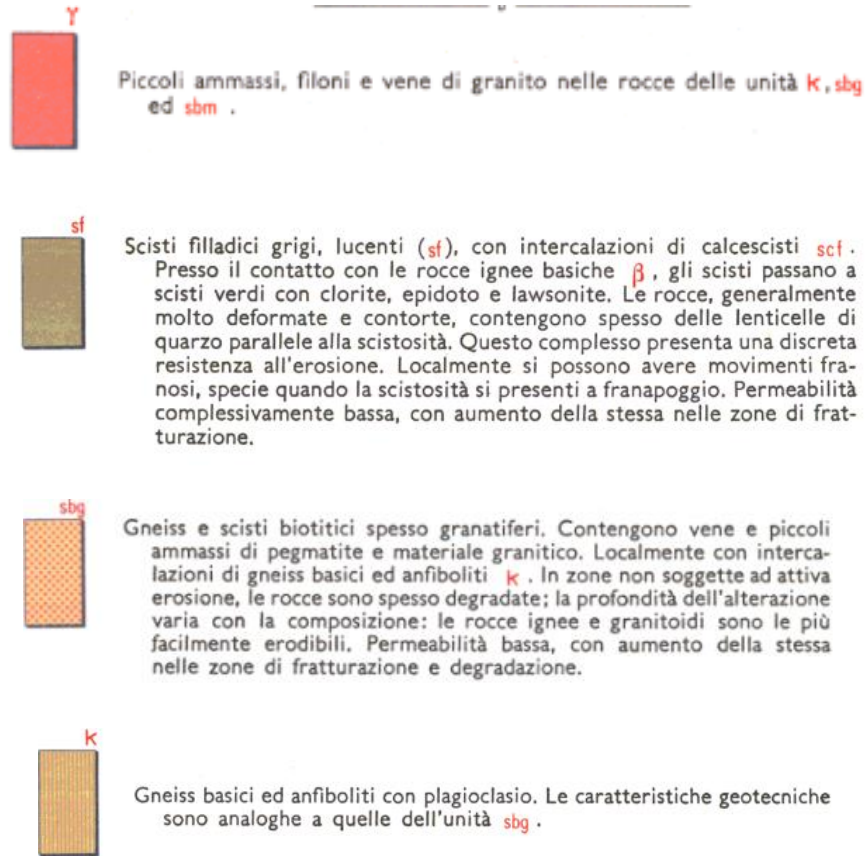 γ
Piccoli ammassi, filoni e vene di granito nelle rocce delle unità k, sbg
ed sbm .
sf
Scisti filladici grigi, lucenti (sf), con intercalazioni di calcescisti scf .
Presso il contatto con le rocce ignee basiche β , gli scisti passano a
scisti verdi con clorite, epidoto e lawsonite. Le rocce, generalmente
molto deformate e contorte, contengono spesso delle lenticelle di
quarzo parallele alla scistosità. Questo complesso presenta una discreta
resistenza all'erosione. Localmente si possono avere movimenti fra-
nosi, specie quando la scistosità si presenti a franapoggio. Permeabilità
complessivamente bassa, con aumento della stessa nelle zone di frat-
turazione.
sbg
Gneiss e scisti biotitici spesso granatiferi. Contengono vene e piccoli
ammassi di pegmatite e materiale granitico. Localmente con interca-
lazioni di gneiss basici ed anfiboliti k . In zone non soggette ad attiva
erosione, le rocce sono spesso degradate; la profondità dell'alterazione
varia con la composizione: le rocce ignee e granitoidi sono le più
facilmente erodibili. Permeabilità bassa, con aumento della stessa
nelle zone di fratturazione e degradazione.
k
Gneiss basici ed anfiboliti con plagioclasio. Le caratteristiche geotecniche
sono analoghe a quelle dell'unità sbg .